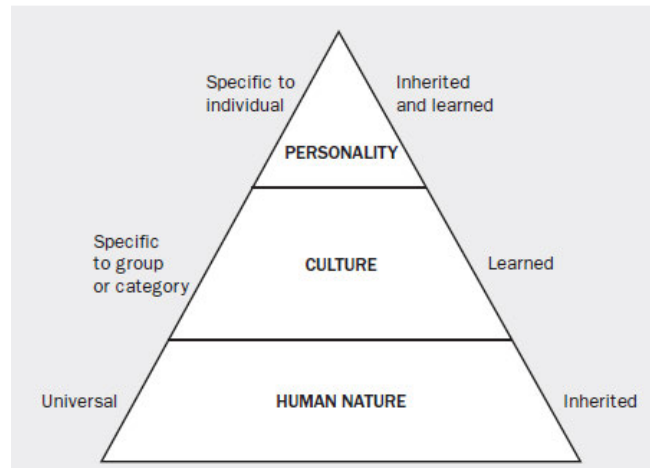 Specific to
individual
Inherited
and learned
PERSONALITY
Specific
to group
or category
CULTURE
Learned
Universal
HUMAN NATURE
Inherited